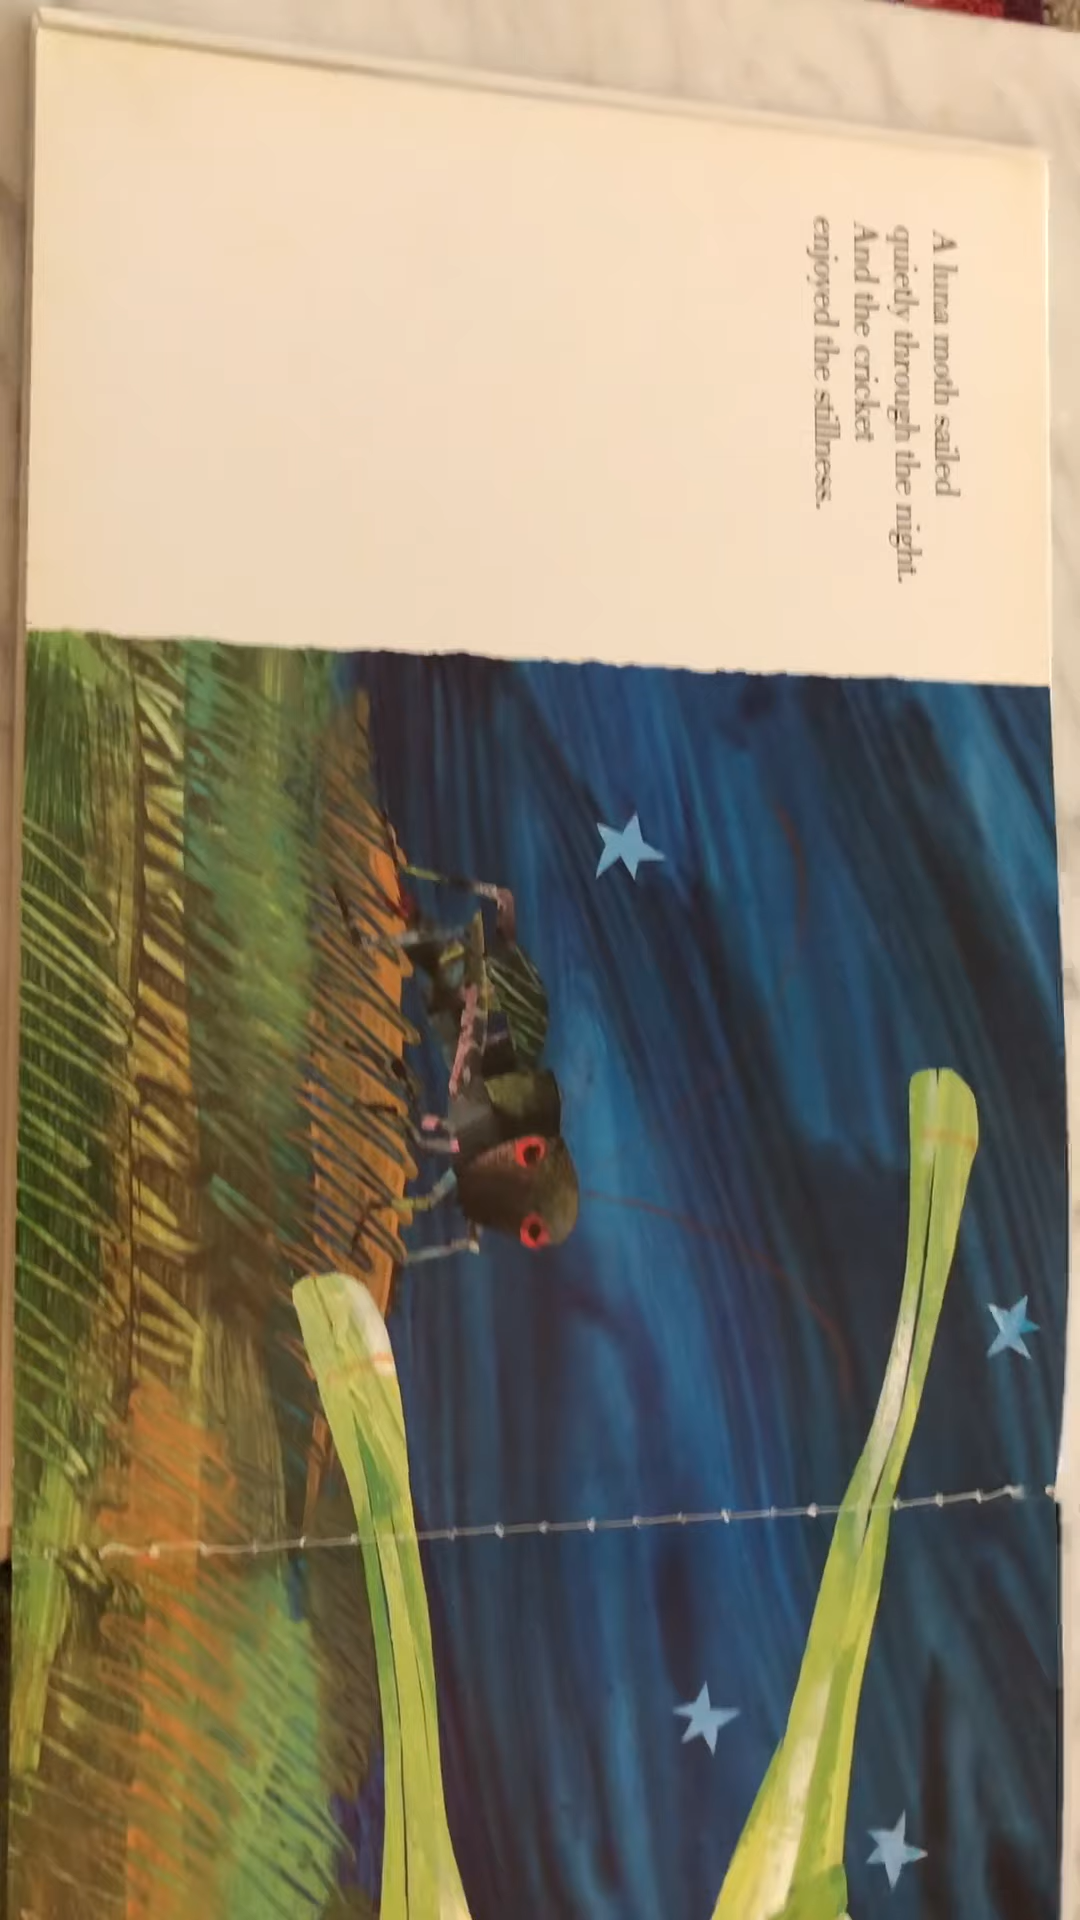 A luna moth sailed
quietly through the night.
And the cricket
enjoyed the stillness.